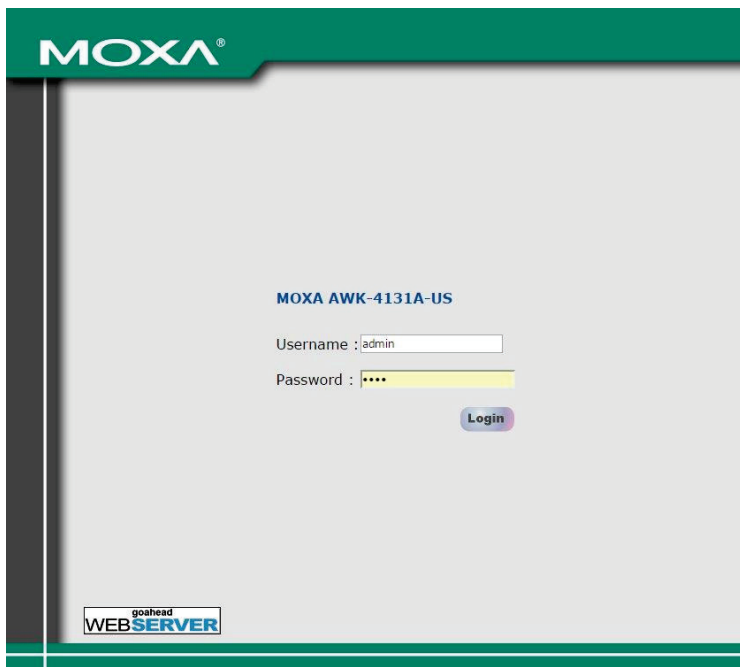 MOXA®
MOXA AWK-4131A-US
Username : admin
Password : ••••
Login
goahead
WEBSERVER